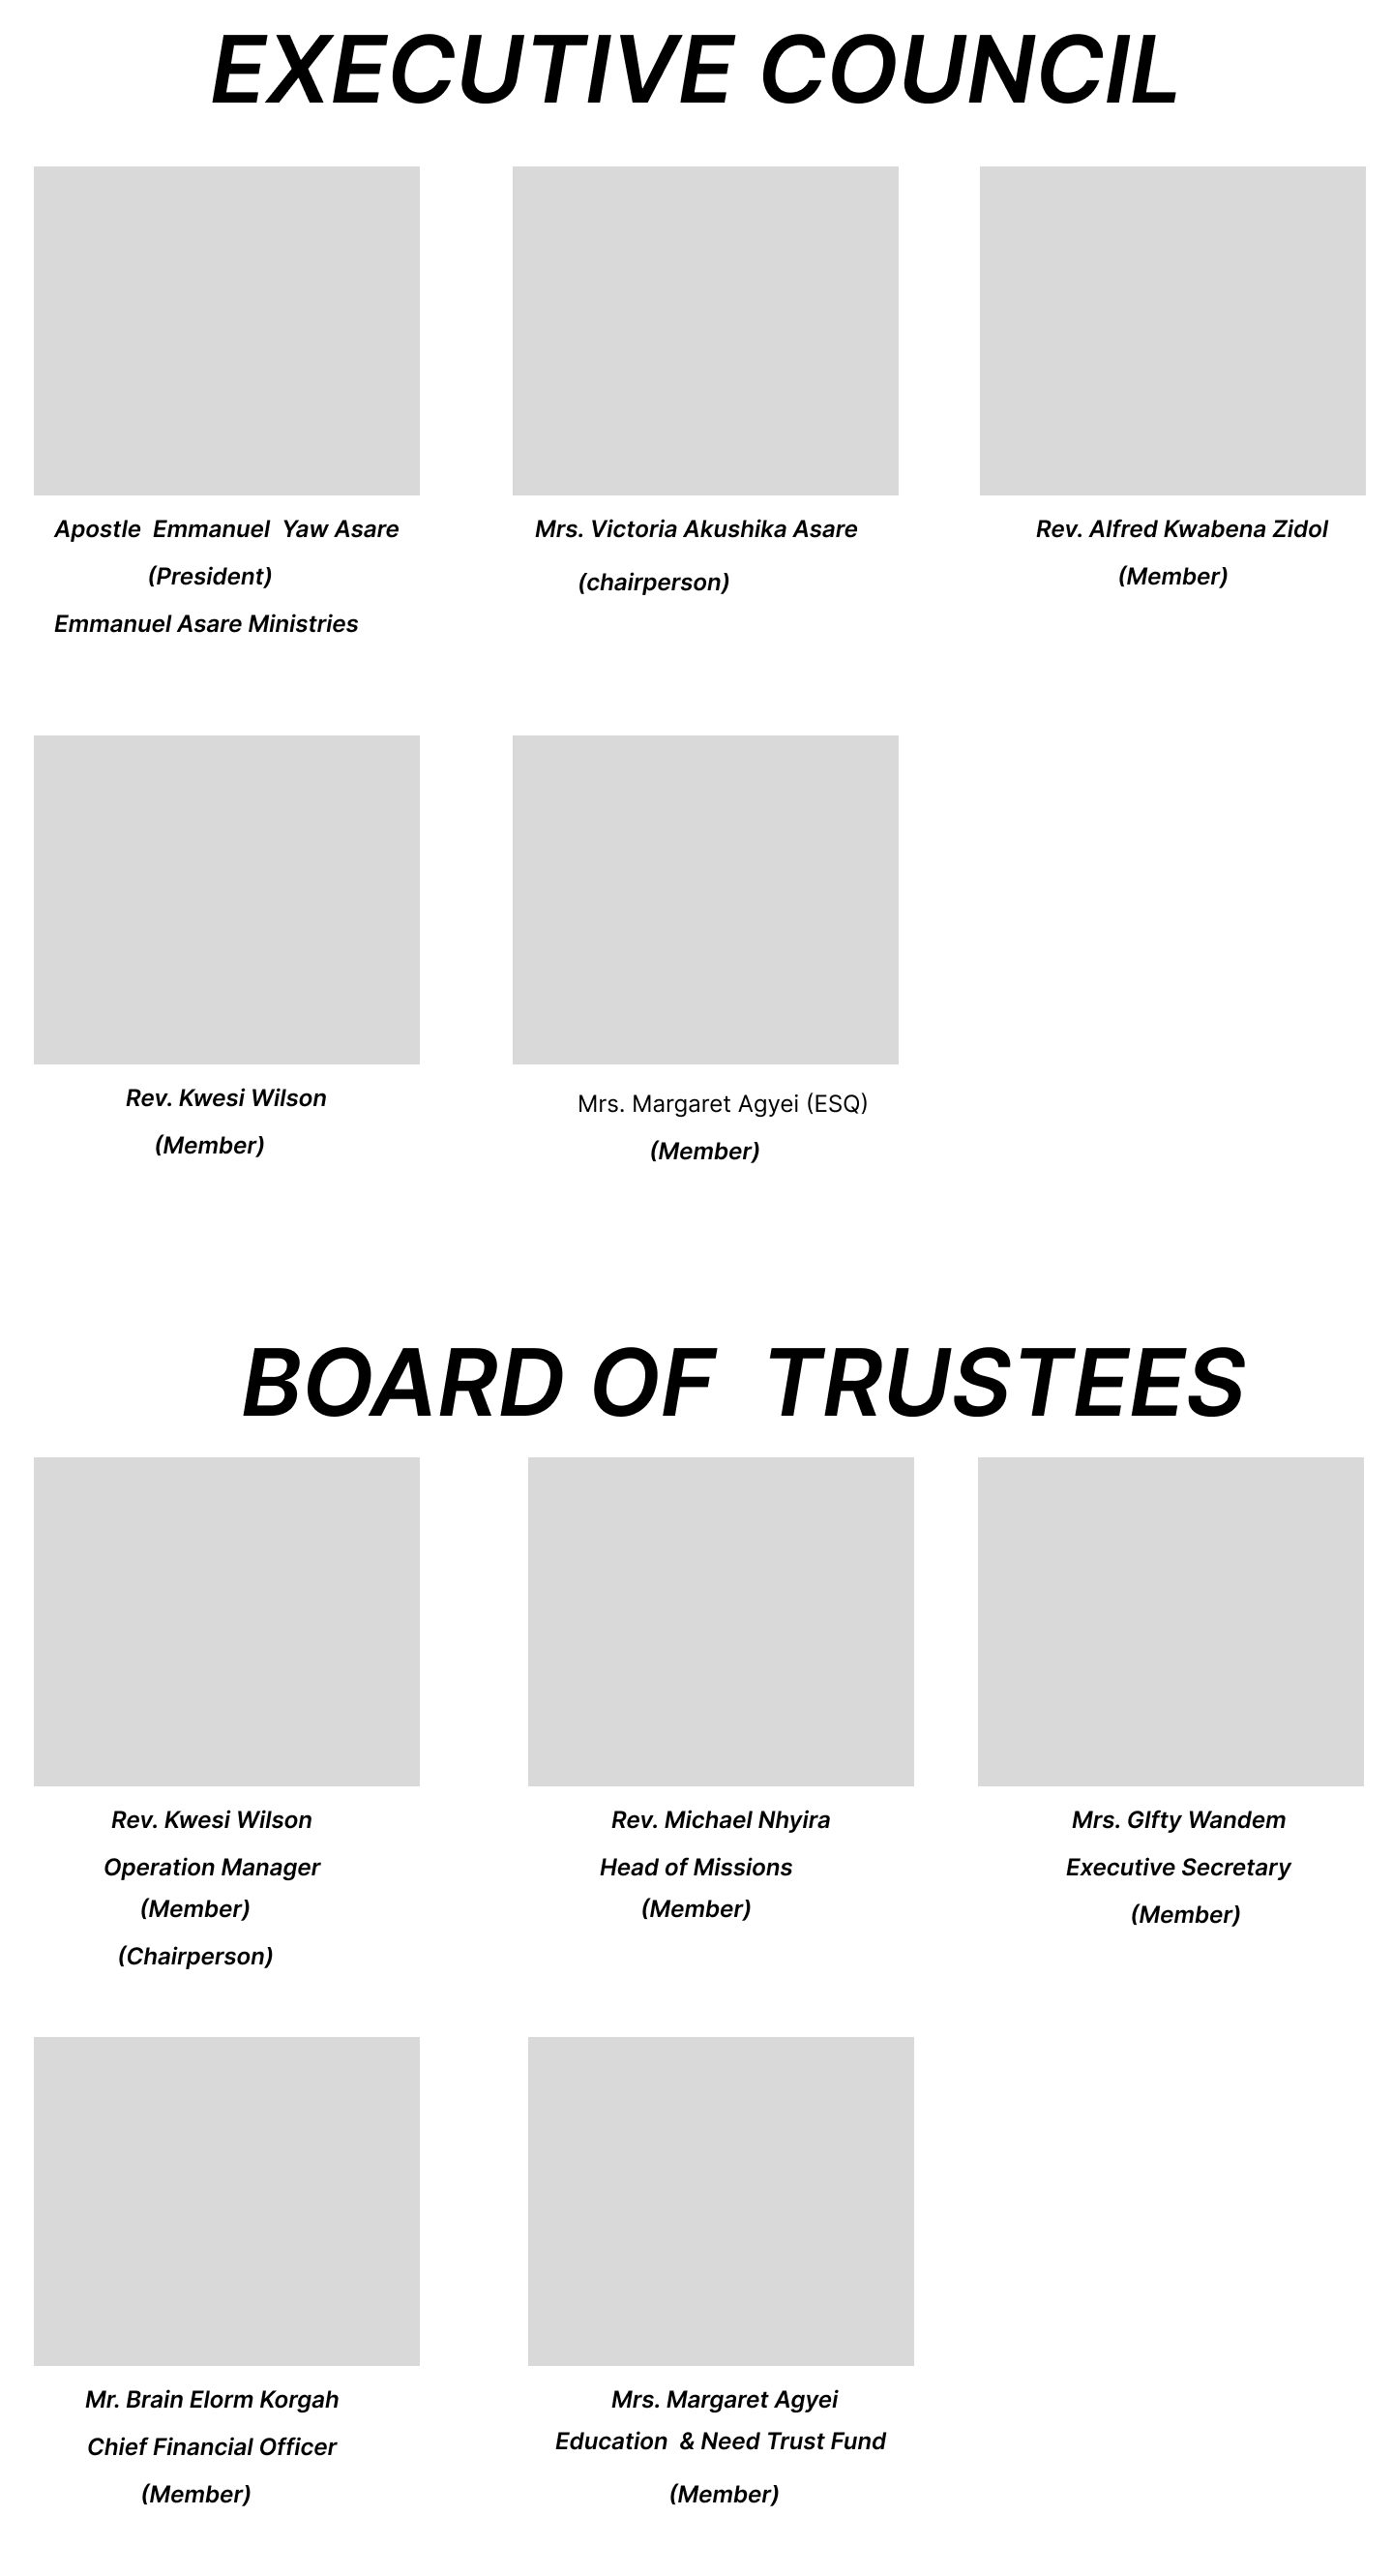 EXECUTIVE COUNCIL
Apostle  Emmanuel  Yaw Asare
(President)
Emmanuel Asare Ministries
Mrs. Victoria Akushika Asare
(chairperson)
Rev. Alfred Kwabena Zidol
(Member)
Rev. Kwesi Wilson
(Member)
Mrs. Margaret Agyei (ESQ)
(Member)
BOARD OF  TRUSTEES
Rev. Kwesi Wilson
Operation Manager
(Member)
(Chairperson)
Rev. Michael Nhyira
Head of Missions
(Member)
Mrs. GIfty Wandem
Executive Secretary
(Member)
Mr. Brain Elorm Korgah
Chief Financial Officer
(Member)
Mrs. Margaret Agyei
Education  & Need Trust Fund
(Member)